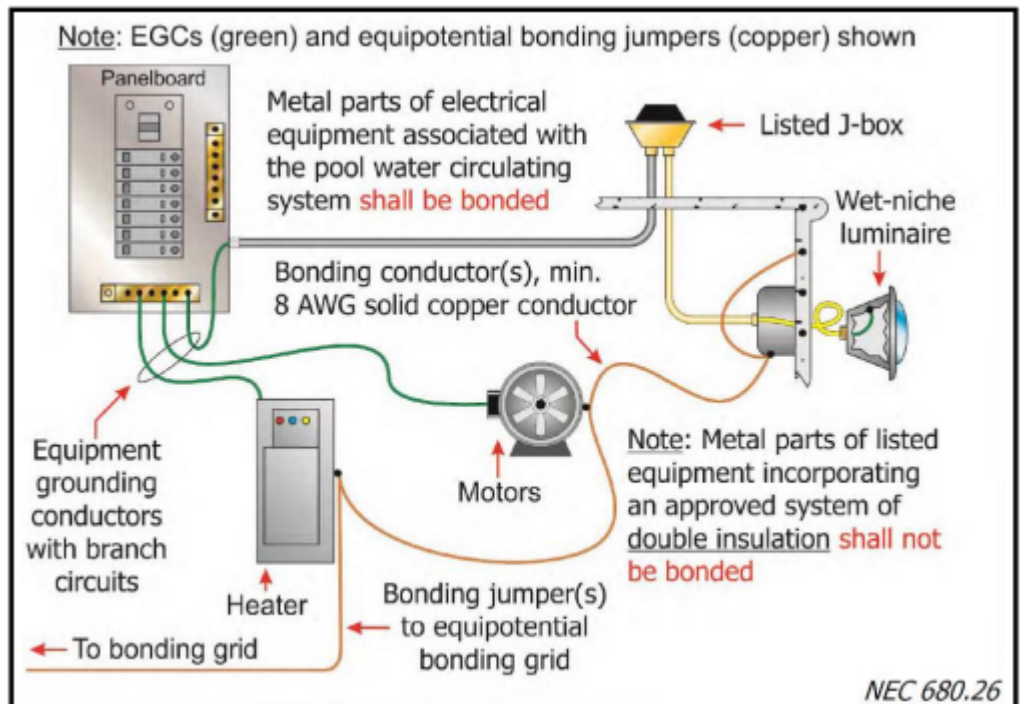 Note: EGCs (green) and equipotential bonding jumpers (copper) shown
Panelboard
Metal parts of electrical
equipment associated with
the pool water circulating
system shall be bonded
Listed J-box
Wet-niche
luminaire
Bonding conductor(s), min.
8 AWG solid copper conductor
Equipment
grounding
conductors
with branch
circuits
Motors
Note: Metal parts of listed
equipment incorporating
an approved system of
double insulation shall not
be bonded
Heater
Bonding jumper(s)
to equipotential
bonding grid
To bonding grid
NEC 680.26